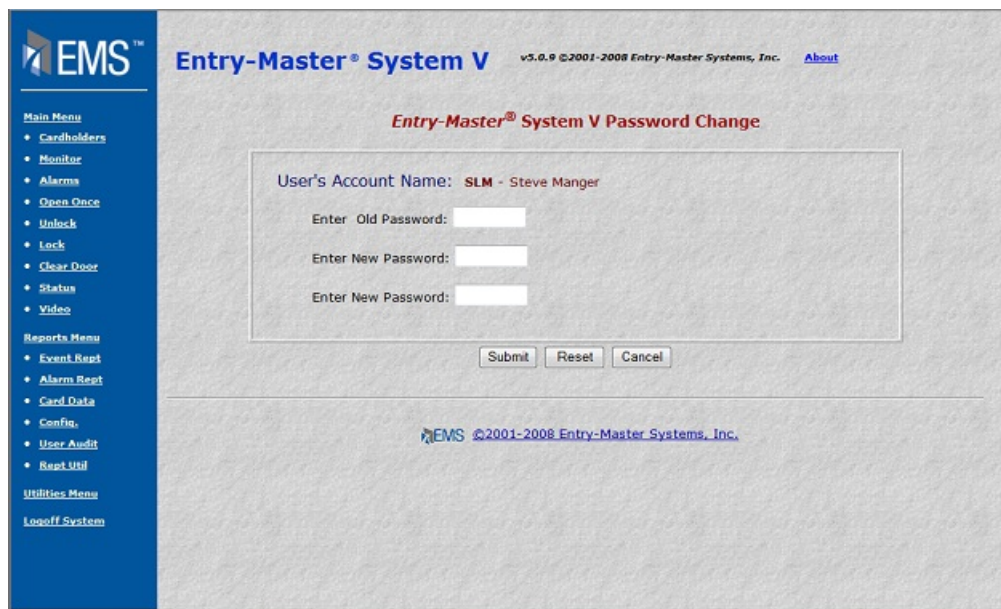 EMS™
Entry-Master® System V v5.0.9 ©2001-2008 Entry-Master Systems, Inc. About
Main Menu
Cardholders
Monitor
Alarms
Open Once
Unlock
Lock
Clear Door
Status
Video
Reports Menu
Event Rept
Alarm Rept
Card Data
Config.
User Audit
Rept Util
Utilities Menu
Logoff System
Entry-Master® System V Password Change
User's Account Name: SLM - Steve Manger
Enter Old Password:
Enter New Password:
Enter New Password:
Submit Reset Cancel
EMS ©2001-2008 Entry-Master Systems, Inc.